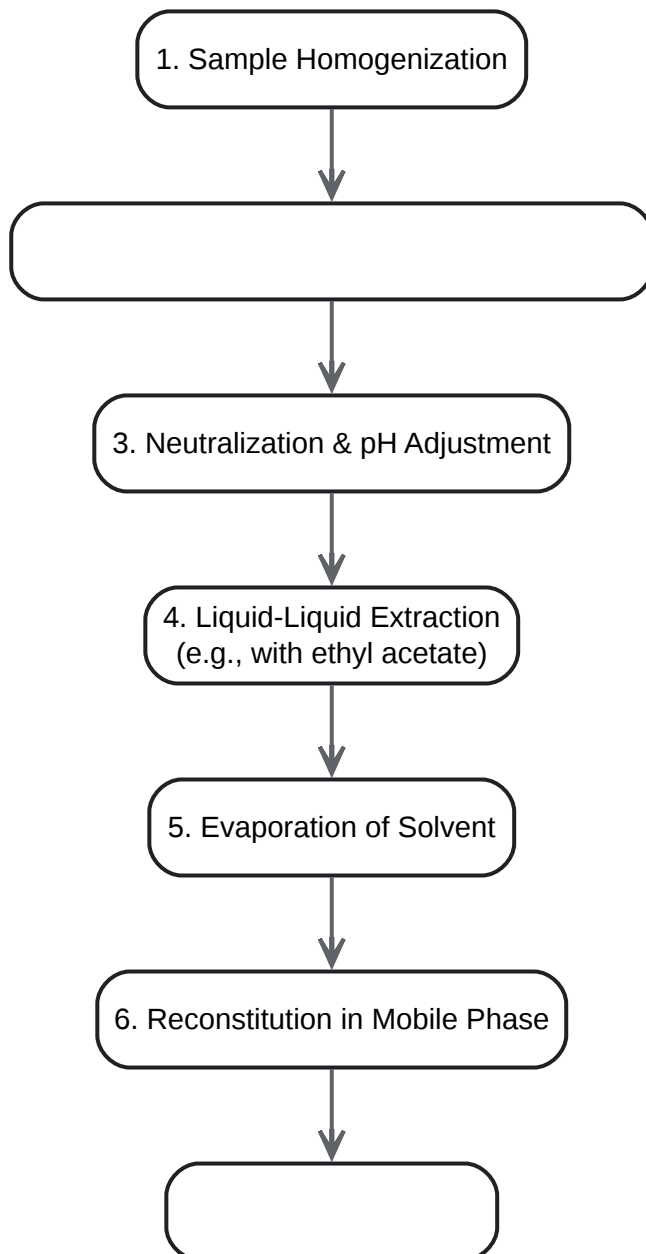 1. Sample Homogenization
3. Neutralization & pH Adjustment
4. Liquid-Liquid Extraction
(e.g., with ethyl acetate)
5. Evaporation of Solvent
6. Reconstitution in Mobile Phase